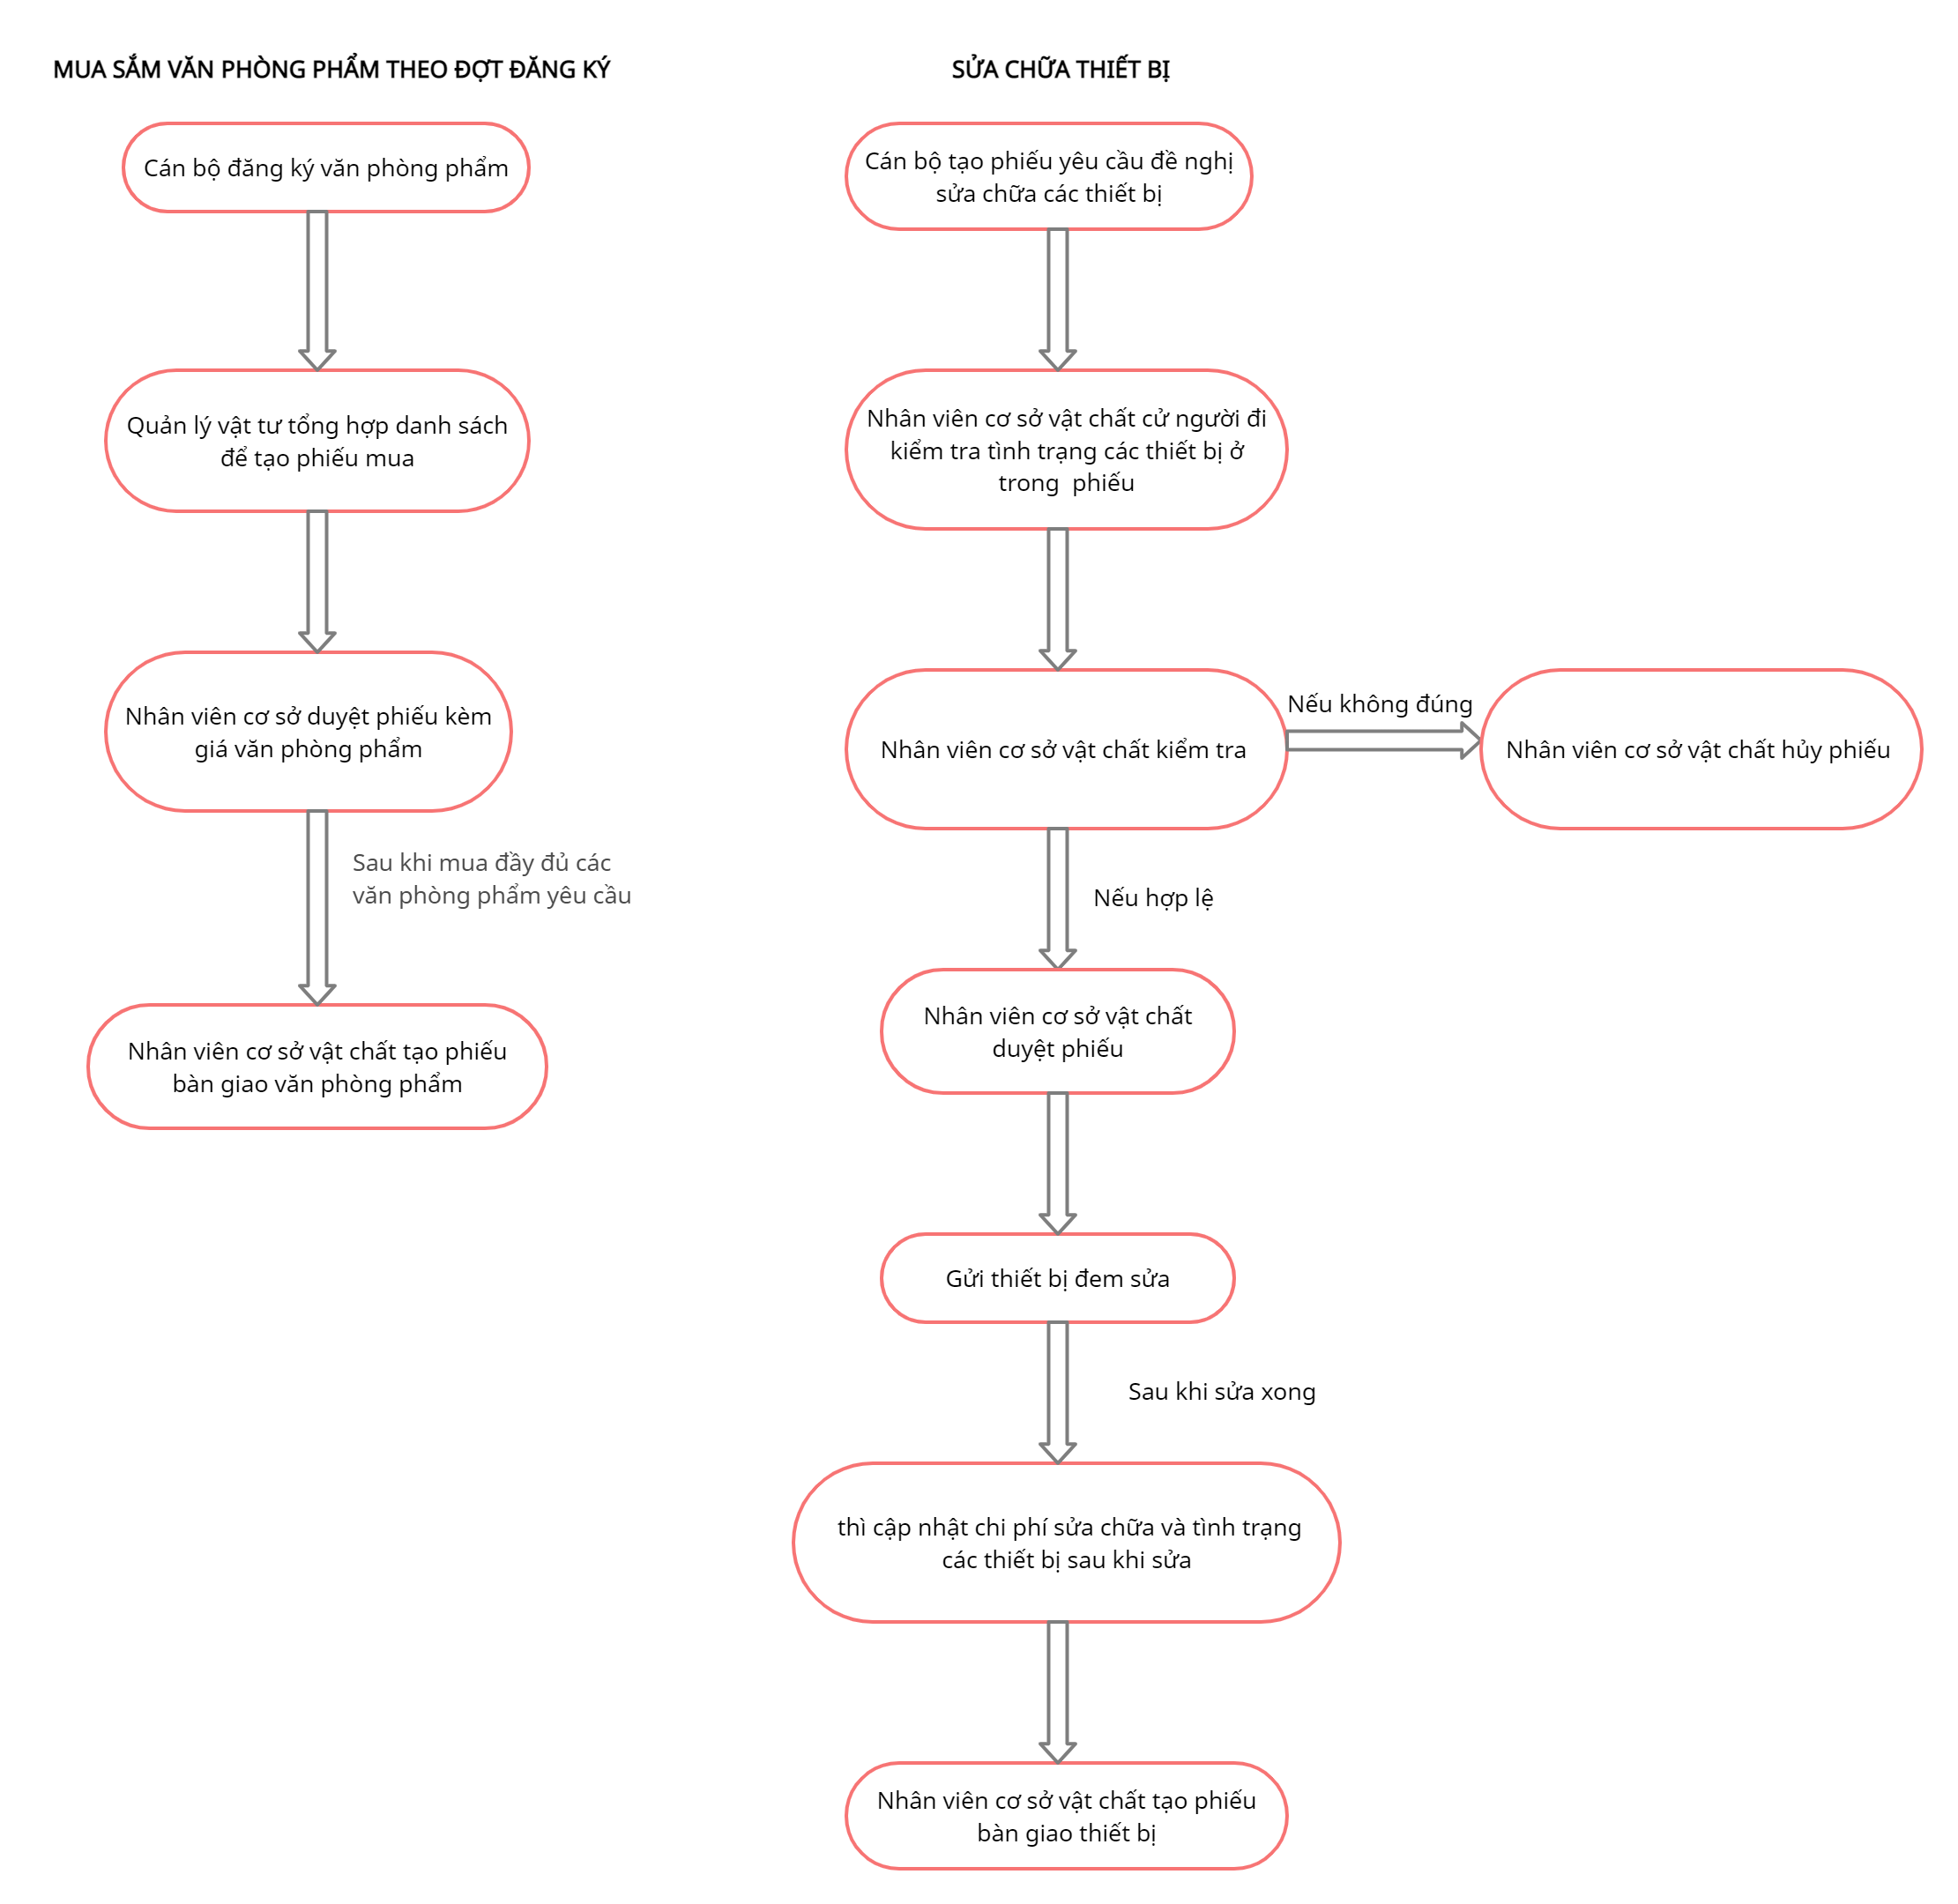 MUA SẮM VĂN PHÒNG PHẨM THEO ĐỢT ĐĂNG KÝ
Cán bộ đăng ký văn phòng phẩm
Quản lý vật tư tổng hợp danh sách
để tạo phiếu mua
Nhân viên cơ sở duyệt phiếu kèm
giá văn phòng phẩm
Sau khi mua đầy đủ các
văn phòng phẩm yêu cầu
Nhân viên cơ sở vật chất tạo phiếu
bàn giao văn phòng phẩm
SỬA CHỮA THIẾT BỊ
Cán bộ tạo phiếu yêu cầu đề nghị
sửa chữa các thiết bị
Nhân viên cơ sở vật chất cử người đi
kiểm tra tình trạng các thiết bị ở
trong  phiếu
Nhân viên cơ sở vật chất kiểm tra
Nếu không đúng
Nhân viên cơ sở vật chất hủy phiếu
Nếu hợp lệ
Nhân viên cơ sở vật chất
duyệt phiếu
Gửi thiết bị đem sửa
Sau khi sửa xong
thì cập nhật chi phí sửa chữa và tình trạng
các thiết bị sau khi sửa
Nhân viên cơ sở vật chất tạo phiếu
bàn giao thiết bị